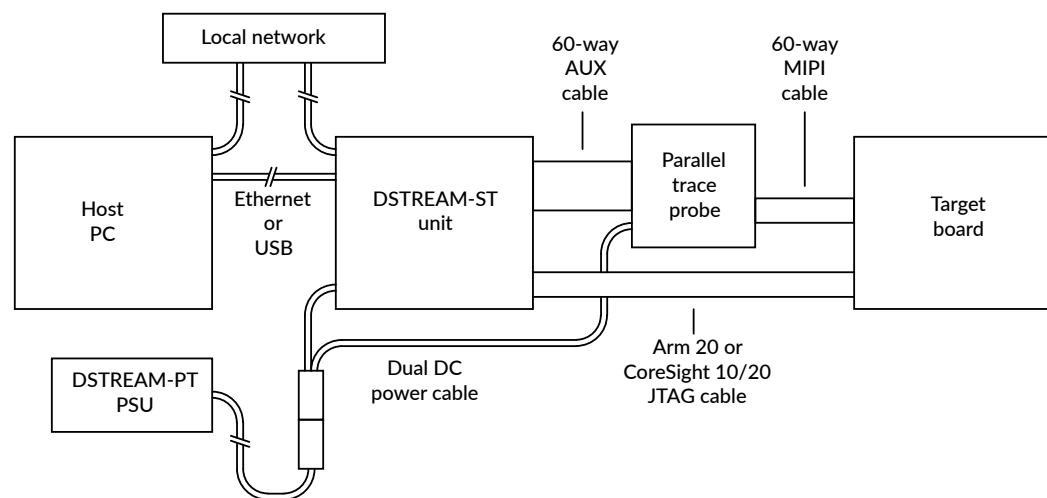 Local network
60-way
AUX
cable
60-way
MIPI
cable
Host
PC
Ethernet
or
USB
DSTREAM-ST
unit
Parallel
trace
probe
Target
board
DSTREAM-PT
PSU
Dual DC
power cable
Arm 20 or
CoreSight 10/20
JTAG cable